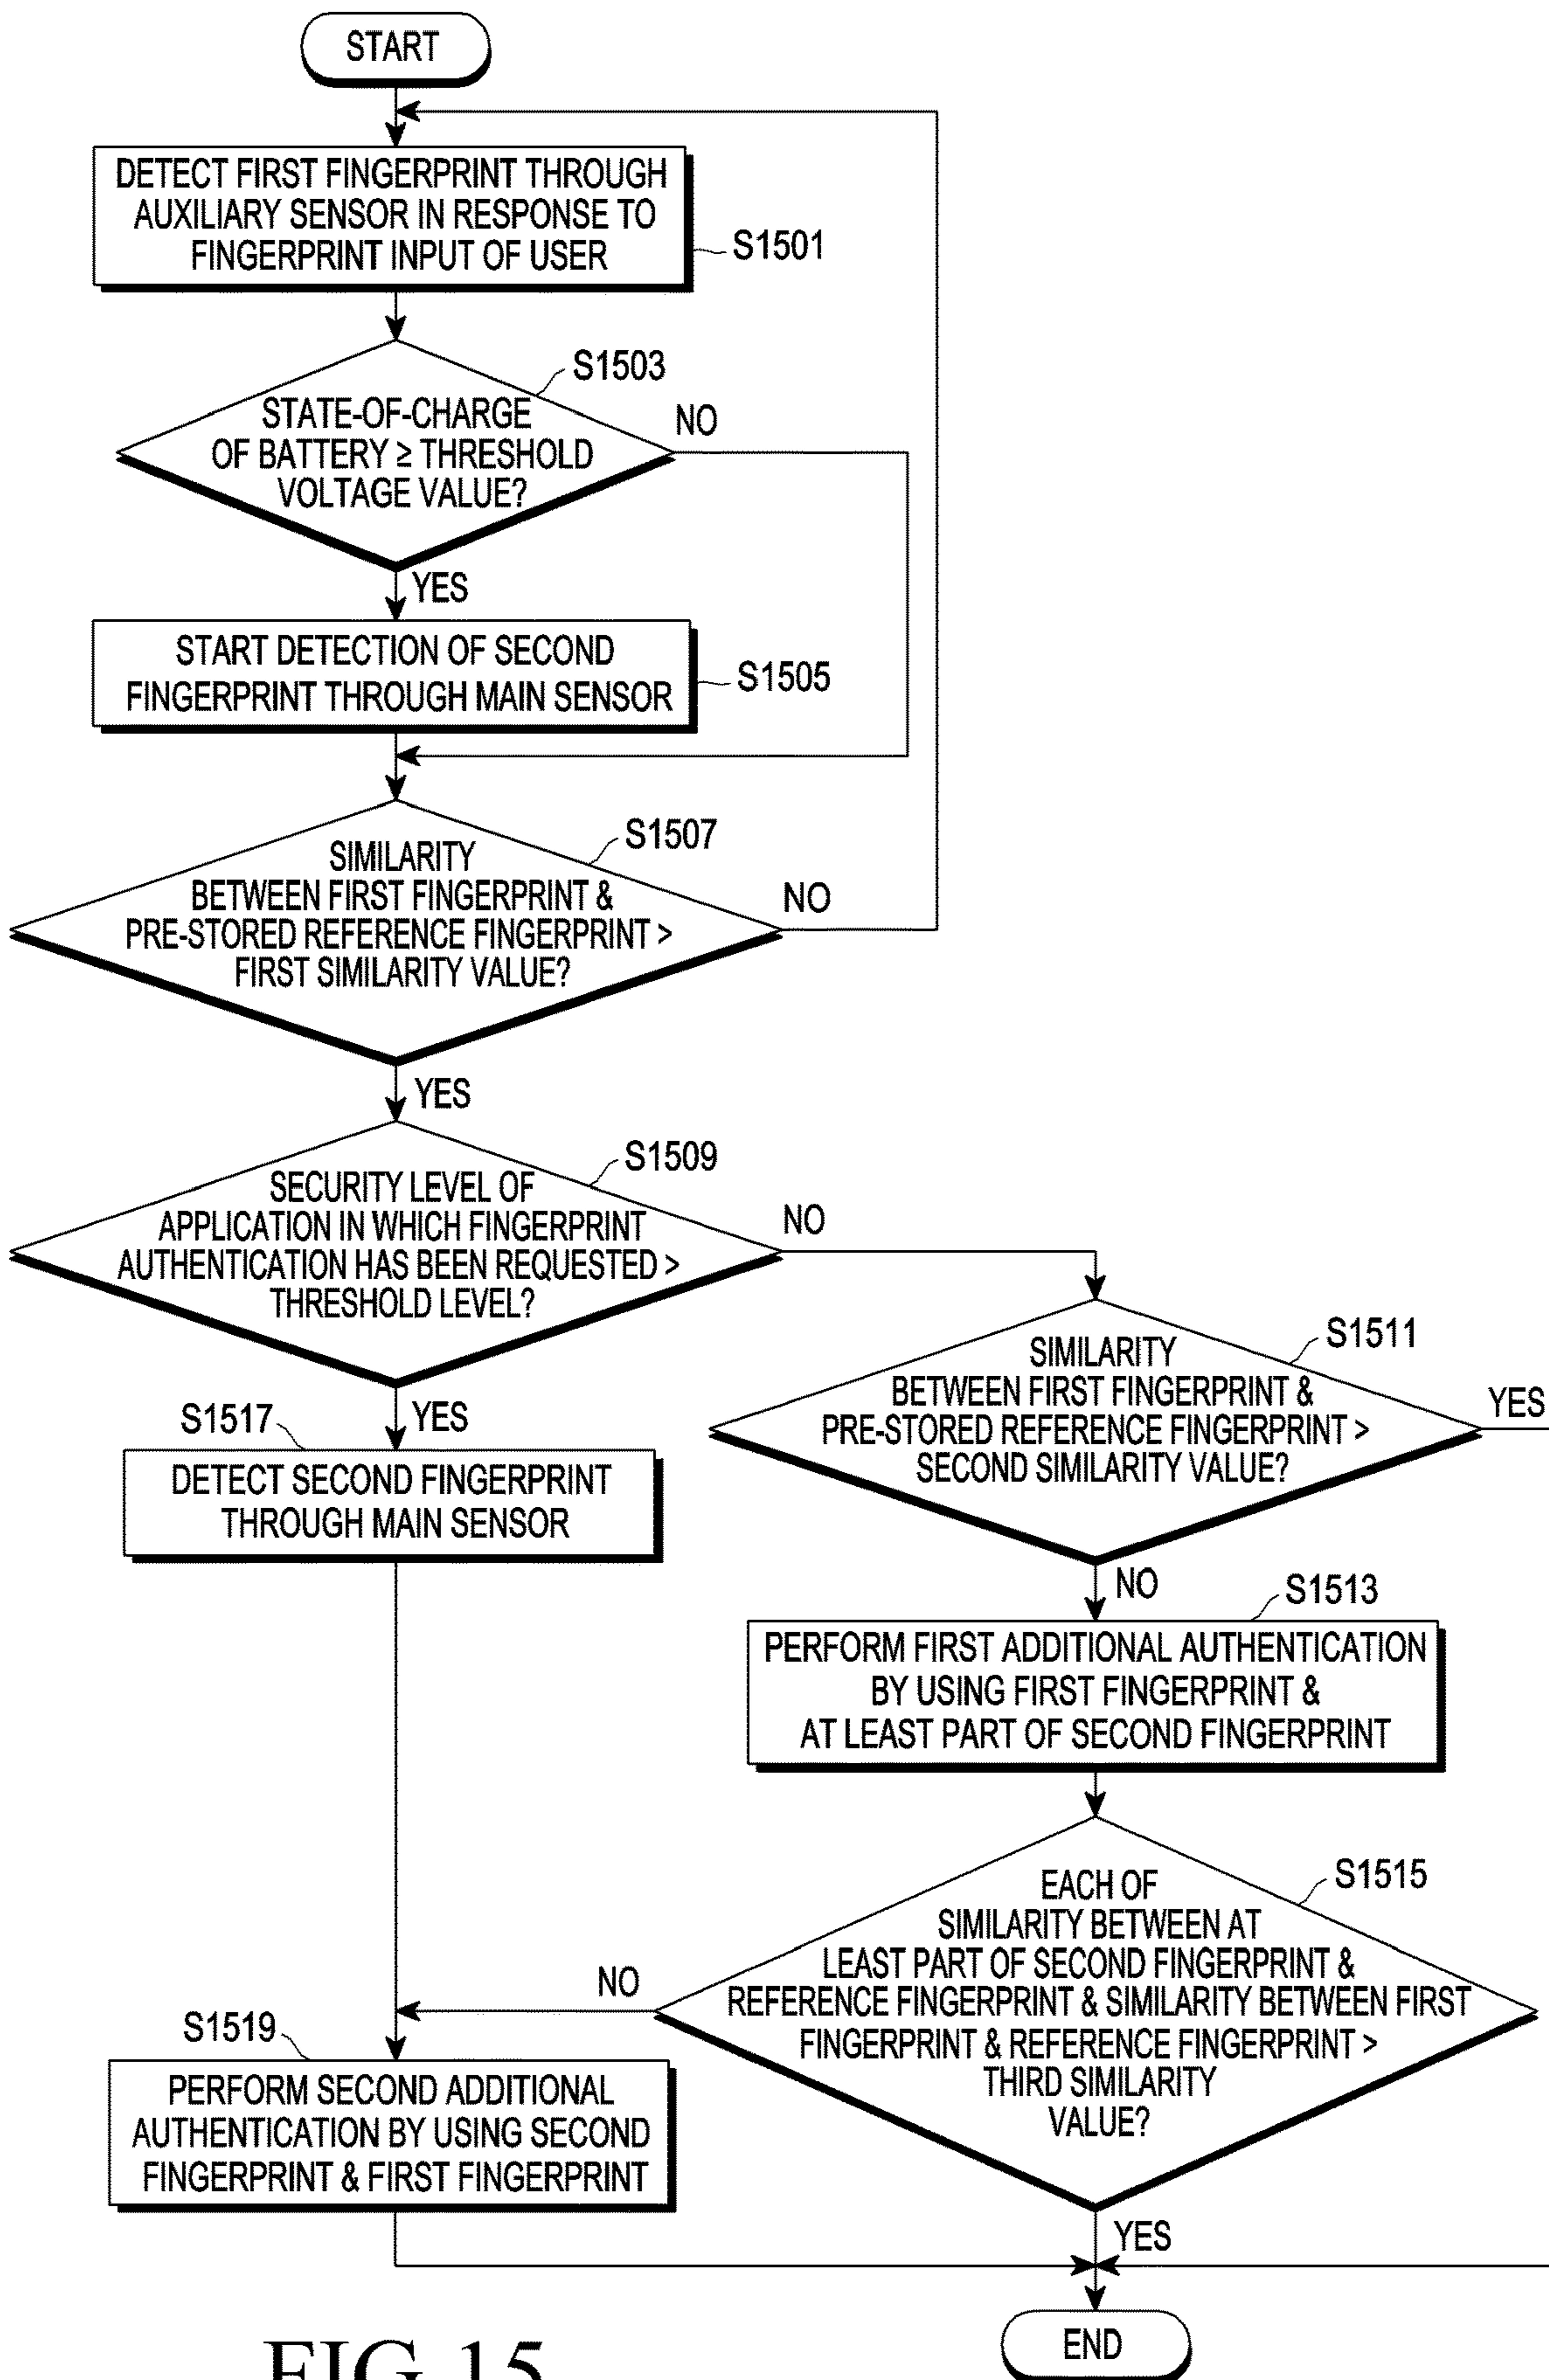 START
DETECT FIRST FINGERPRINT THROUGH
AUXILIARY SENSOR IN RESPONSE TO
FINGERPRINT INPUT OF USER
S1501
S1503
STATE-OF-CHARGE
OF BATTERY ≥ THRESHOLD
VOLTAGE VALUE?
NO
YES
START DETECTION OF SECOND
FINGERPRINT THROUGH MAIN SENSOR
S1505
S1507
SIMILARITY
BETWEEN FIRST FINGERPRINT &
PRE-STORED REFERENCE FINGERPRINT >
FIRST SIMILARITY VALUE?
NO
YES
S1509
SECURITY LEVEL OF
APPLICATION IN WHICH FINGERPRINT
AUTHENTICATION HAS BEEN REQUESTED >
THRESHOLD LEVEL?
NO
YES
S1511
SIMILARITY
BETWEEN FIRST FINGERPRINT &
PRE-STORED REFERENCE FINGERPRINT >
SECOND SIMILARITY VALUE?
YES
NO
S1517
DETECT SECOND FINGERPRINT
THROUGH MAIN SENSOR
S1513
PERFORM FIRST ADDITIONAL AUTHENTICATION
BY USING FIRST FINGERPRINT &
AT LEAST PART OF SECOND FINGERPRINT
S1515
EACH OF
SIMILARITY BETWEEN AT
LEAST PART OF SECOND FINGERPRINT &
REFERENCE FINGERPRINT & SIMILARITY BETWEEN FIRST
FINGERPRINT & REFERENCE FINGERPRINT >
THIRD SIMILARITY
VALUE?
NO
YES
S1519
PERFORM SECOND ADDITIONAL
AUTHENTICATION BY USING SECOND
FINGERPRINT & FIRST FINGERPRINT
END
FIG.15